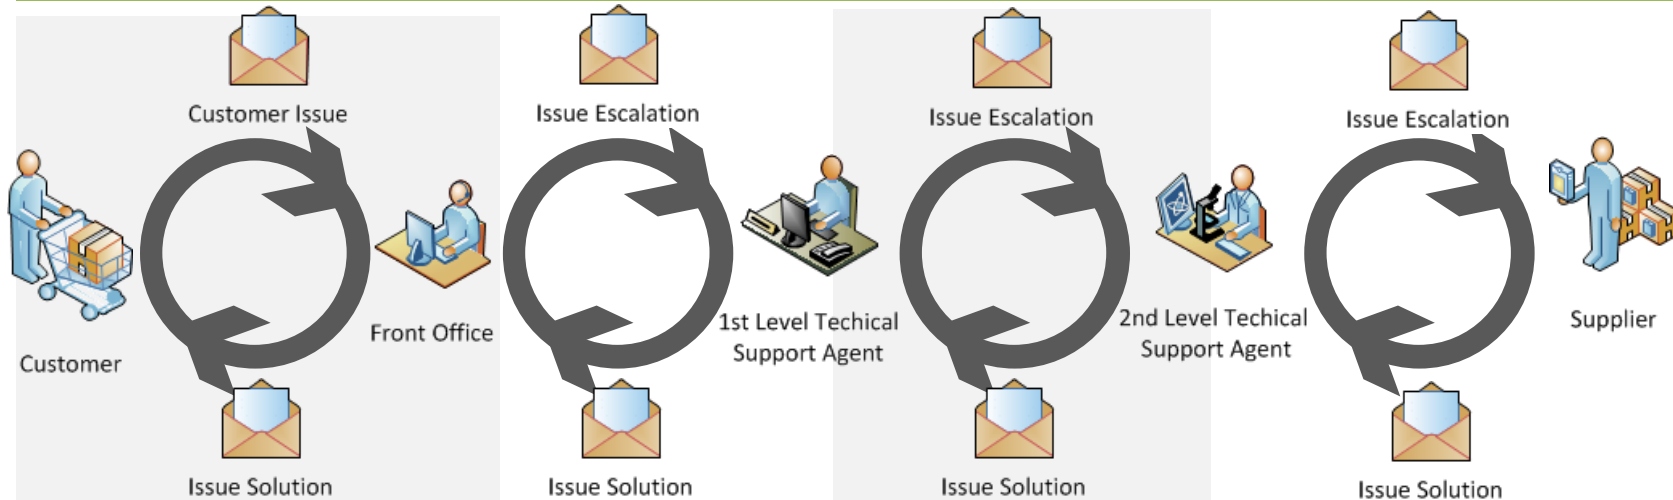 Customer Issue
Issue Escalation
Issue Escalation
Issue Escalation
Customer
Front Office
1st Level Techical
Support Agent
2nd Level Techical
Support Agent
Supplier
Issue Solution
Issue Solution
Issue Solution
Issue Solution